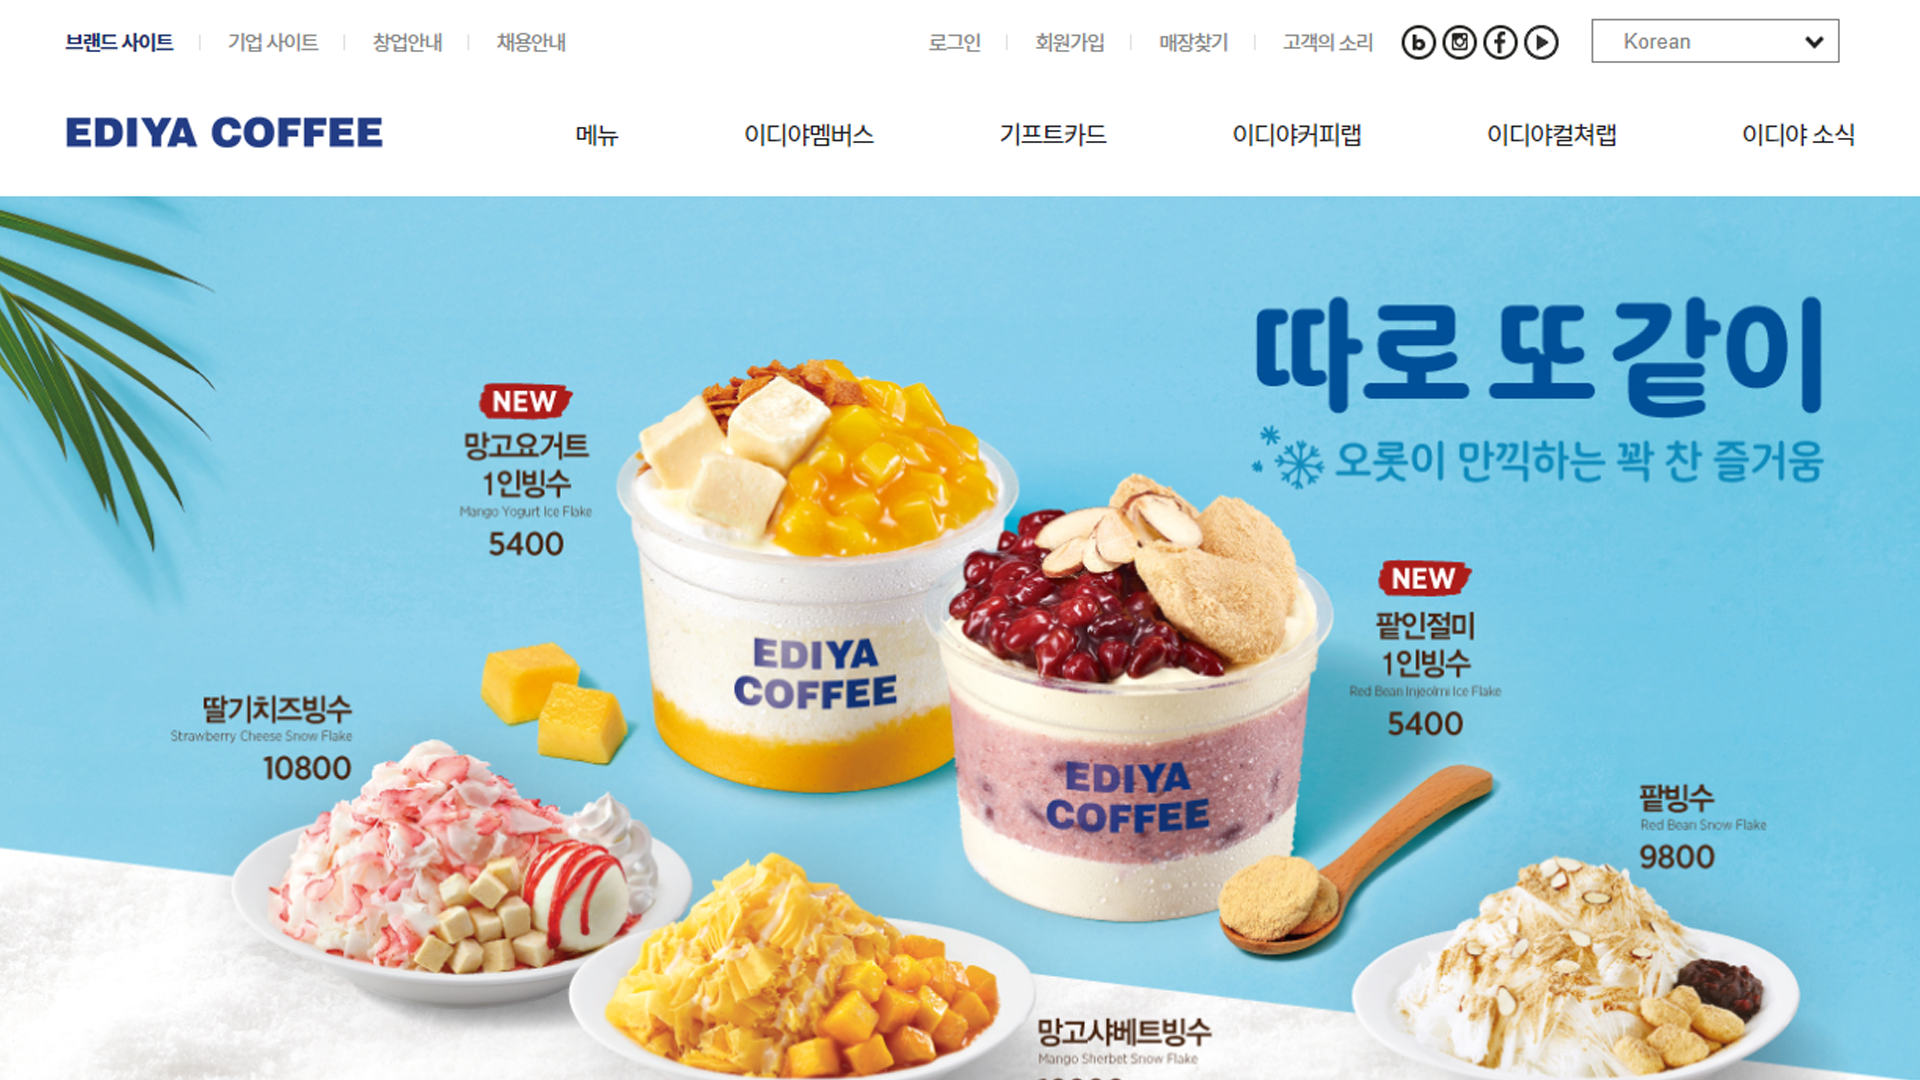 브랜드 사이트
기업 사이트
창업안내
채용안내
로그인
회원가입
매장찾기
고객의 소리
Korean
EDIYA COFFEE
메뉴
이디야멤버스
기프트카드
이디야커피랩
이디야컬쳐랩
이디야 소식
따로 또 같이
오롯이 만끽하는 꽉 찬 즐거움
NEW
망고요거트
1인빙수
Mango Yogurt Ice Flake
5400
EDIYA
COFFEE
NEW
팥인절미
1인빙수
Red Bean Injeolmi Ice Flake
5400
EDIYA
COFFEE
딸기치즈빙수
Strawberry Cheese Snow Flake
10800
팥빙수
Red Bean Snow Flake
9800
망고샤베트빙수
Mango Sherbet Snow Flake